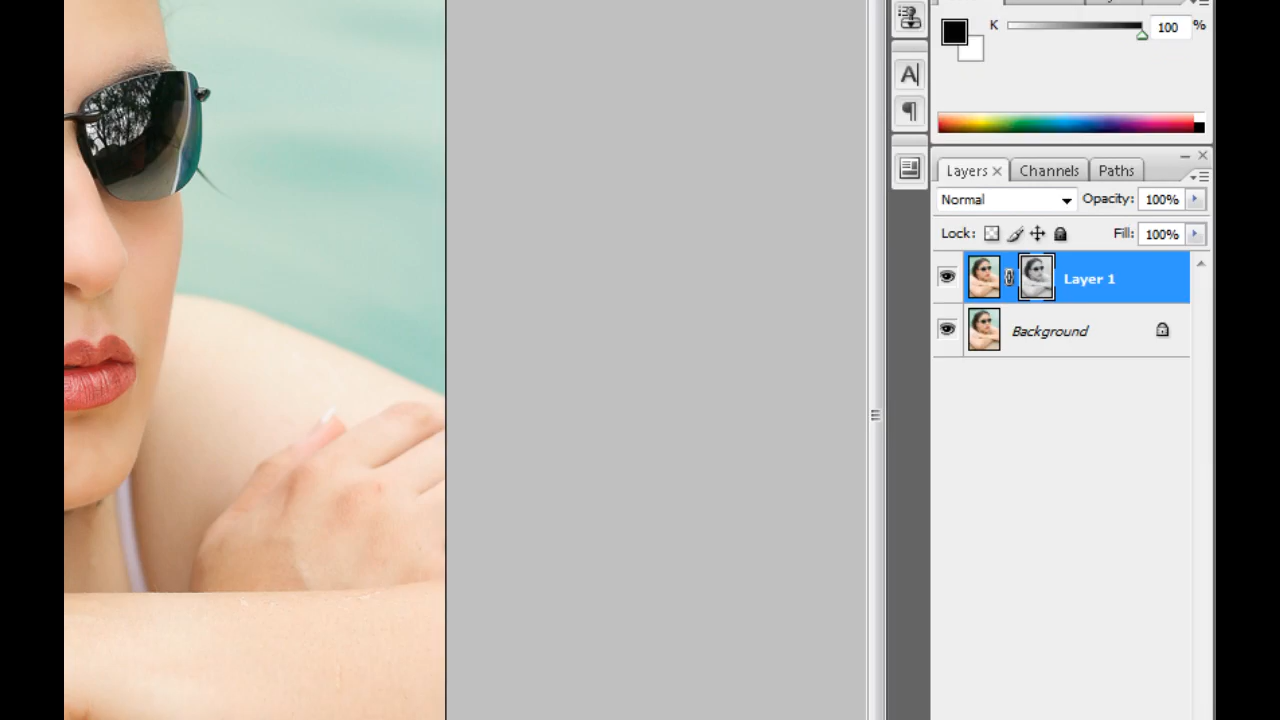 K 100 %
A
¶
Layers Channels Paths
Normal Opacity: 100%
Lock: Fill: 100%
Layer 1
Background